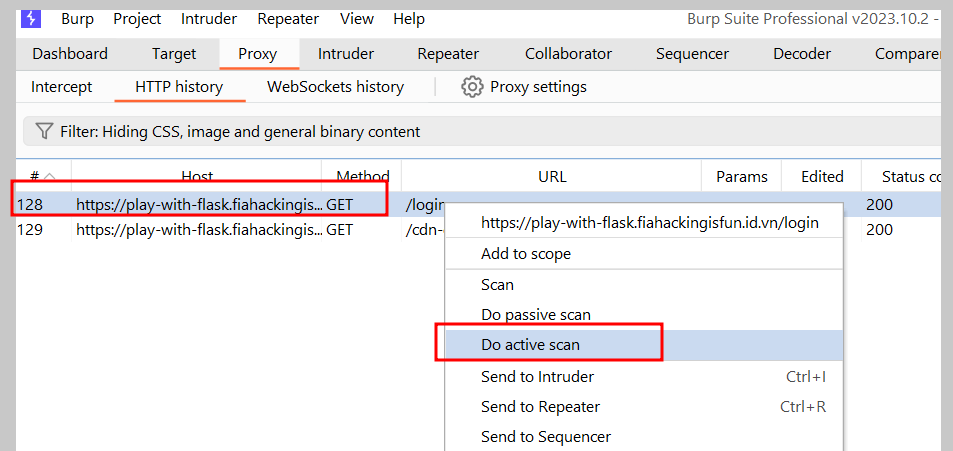 Burp Project Intruder Repeater View Help Burp Suite Professional v2023.10.2 -
Dashboard Target Proxy Intruder Repeater Collaborator Sequencer Decoder Comparer
Intercept HTTP history WebSockets history Proxy settings
Filter: Hiding CSS, image and general binary content
# Host Method URL Params Edited Status co
128 https://play-with-flask.fiahackingis... GET /login 200
129 https://play-with-flask.fiahackingis... GET /cdn- 200
https://play-with-flask.fiahackingisfun.id.vn/login
Add to scope
Scan
Do passive scan
Do active scan
Send to Intruder Ctrl+I
Send to Repeater Ctrl+R
Send to Sequencer